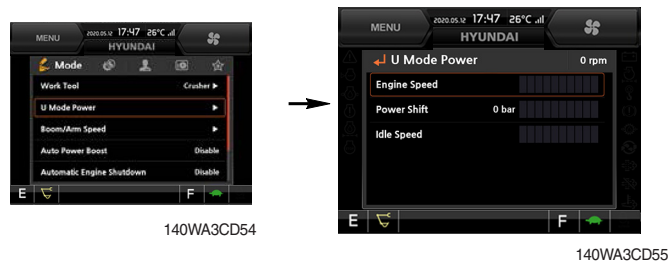 MENU
2020.05.12 17:47 26°C .ill
HYUNDAI
Mode
Work Tool Crusher ▶
U Mode Power ▶
Boom/Arm Speed ▶
Auto Power Boost Disable
Automatic Engine Shutdown Disable
E F
140WA3CD54
MENU
2020.05.12 17:47 26°C .ill
HYUNDAI
U Mode Power 0 rpm
Engine Speed
Power Shift 0 bar
Idle Speed
E F
140WA3CD55